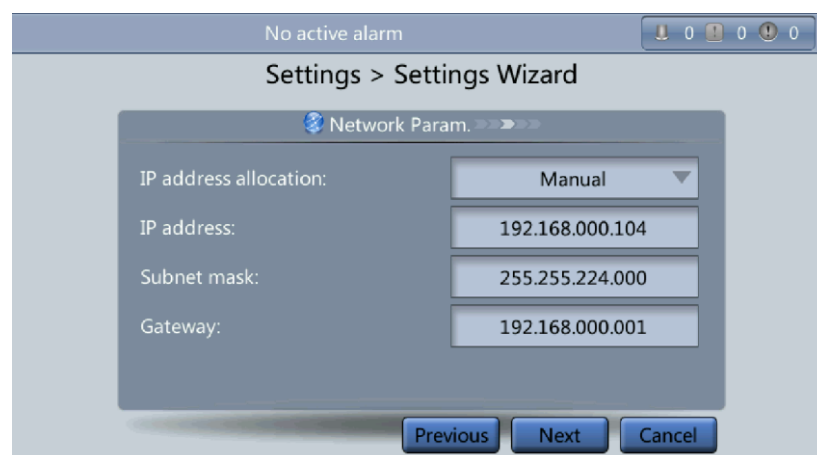 No active alarm 0 0 0
Settings > Settings Wizard
Network Param.
IP address allocation: Manual
IP address: 192.168.000.104
Subnet mask: 255.255.224.000
Gateway: 192.168.000.001
Previous Next Cancel